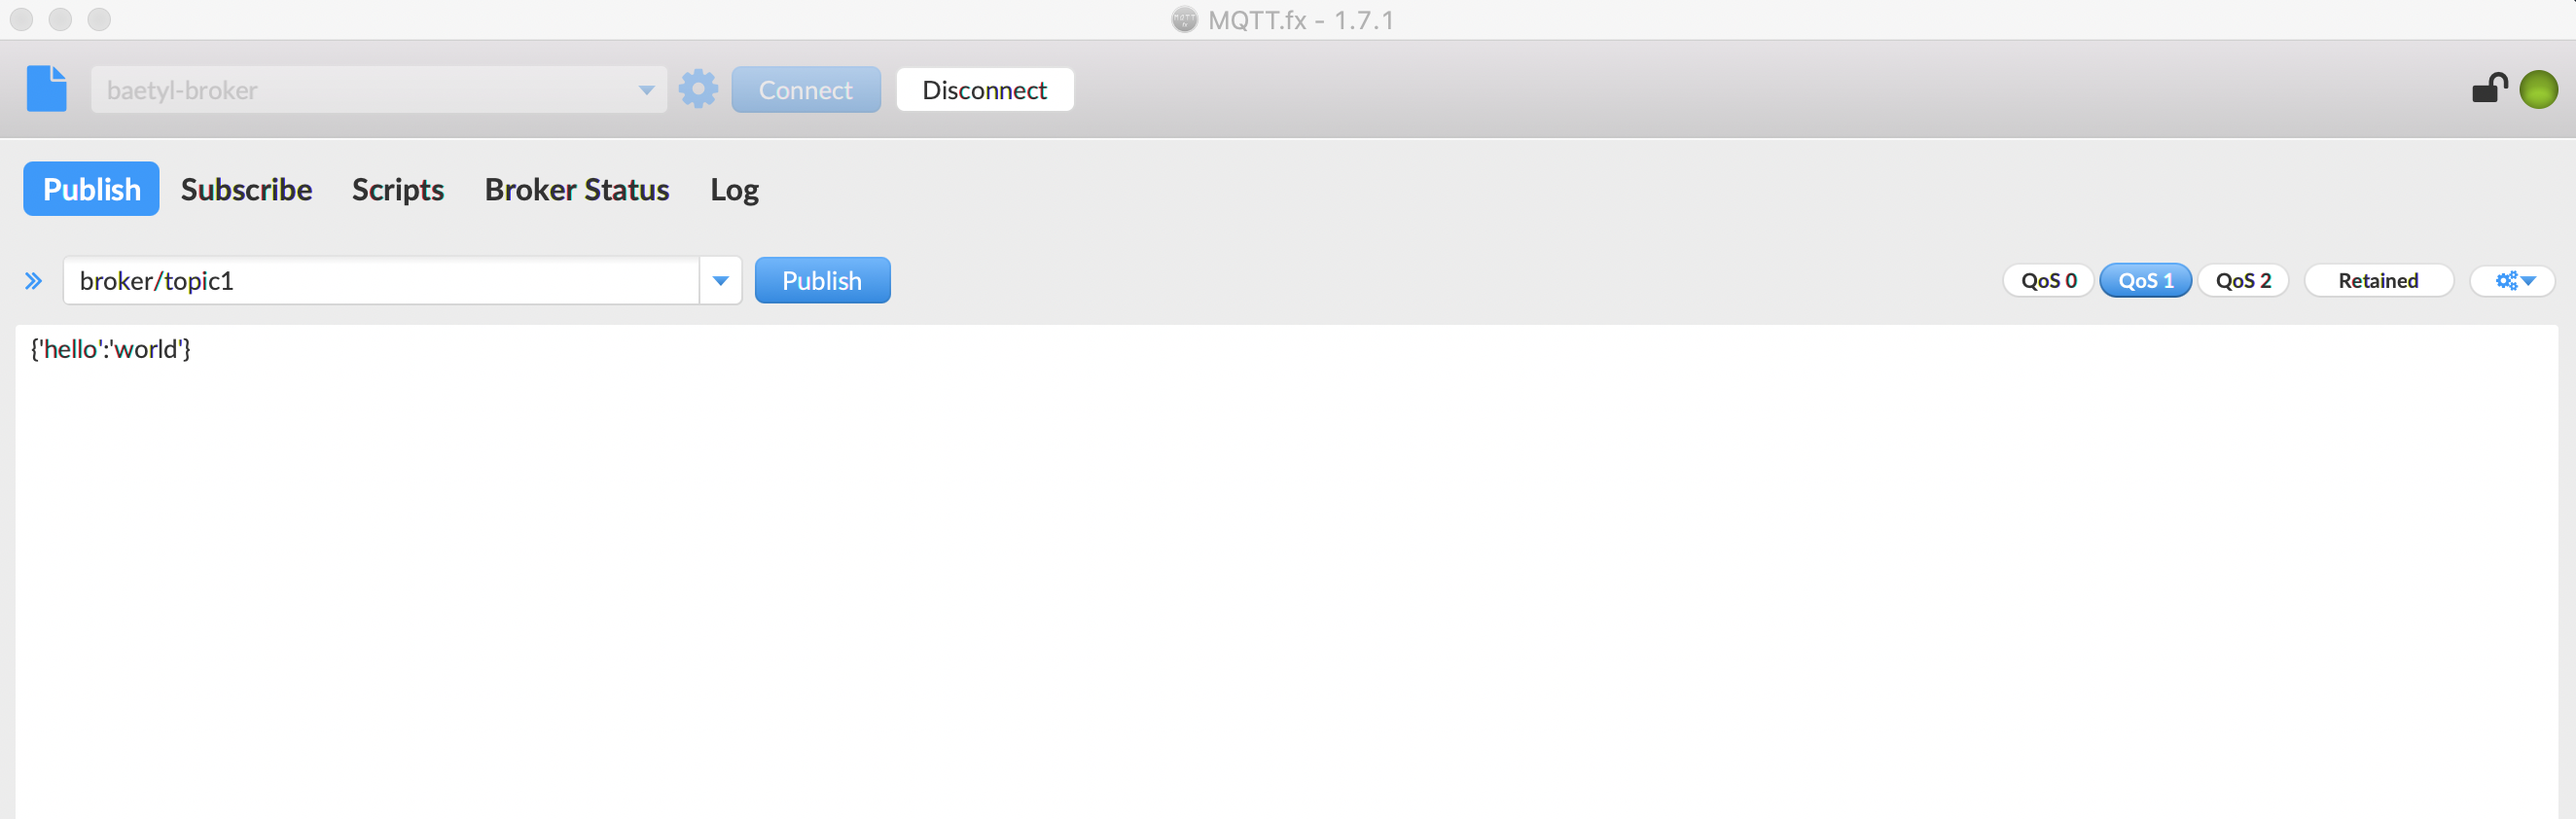 MQTT.fx - 1.7.1
baetyl-broker Connect Disconnect
Publish Subscribe Scripts Broker Status Log
broker/topic1 Publish QoS 0 QoS 1 QoS 2 Retained
{'hello':'world'}